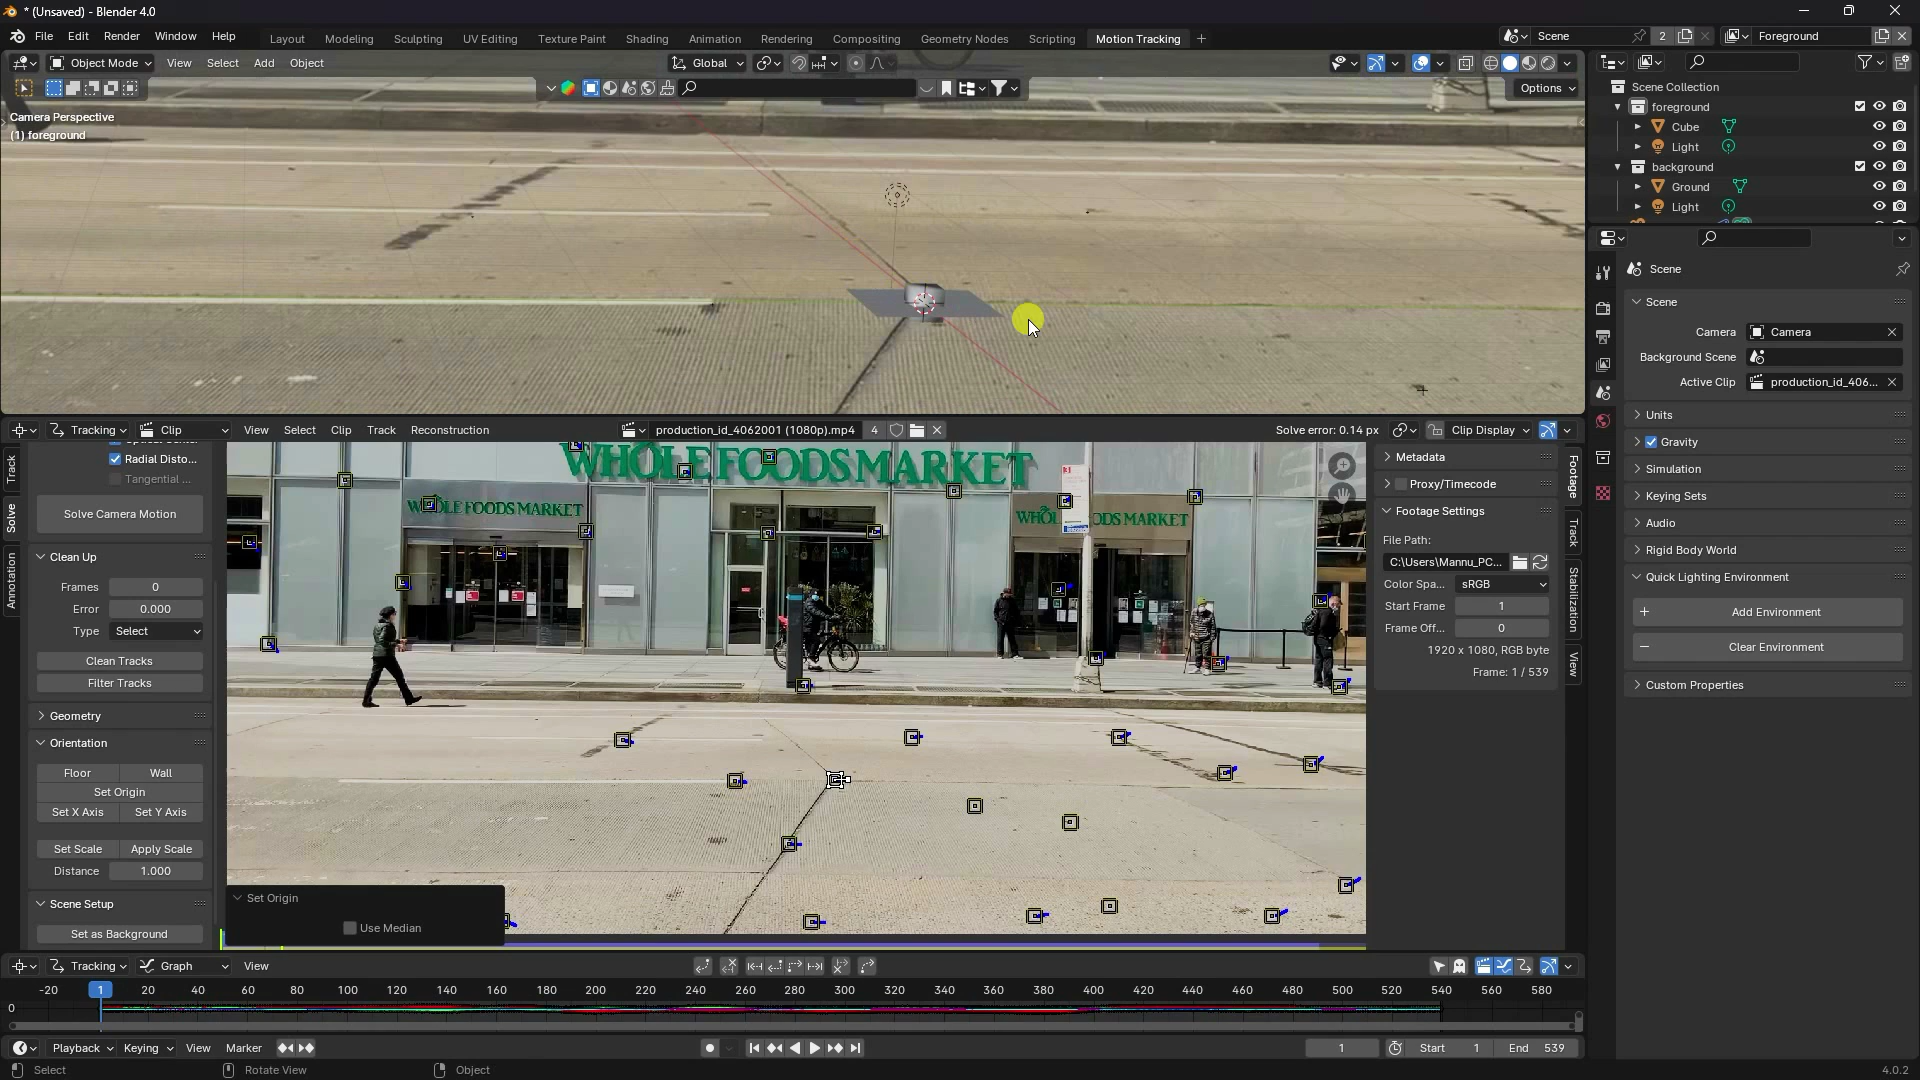 * (Unsaved) - Blender 4.0
File Edit Render Window Help
Layout Modeling Sculpting UV Editing Texture Paint Shading Animation Rendering Compositing Geometry Nodes Scripting Motion Tracking +
Scene 2
Foreground
Object Mode View Select Add Object
Global
Options
Camera Perspective
(1) foreground
Scene Collection
foreground
Cube
Light
background
Ground
Light
Scene
Scene
Camera Camera
Background Scene
Active Clip production_id_406...
Units
Gravity
Simulation
Keying Sets
Audio
Rigid Body World
Quick Lighting Environment
+ Add Environment
− Clear Environment
Custom Properties
Tracking Clip View Select Clip Track Reconstruction
production_id_4062001 (1080p).mp4 4
Solve error: 0.14 px
Clip Display
Track
Solve
Annotation
Radial Disto...
Tangential ...
Solve Camera Motion
Clean Up
Frames 0
Error 0.000
Type Select
Clean Tracks
Filter Tracks
Geometry
Orientation
Floor Wall
Set Origin
Set X Axis Set Y Axis
Set Scale Apply Scale
Distance 1.000
Scene Setup
Set as Background
WHOLE FOODS MARKET
WHOLE FOODS MARKET
Set Origin
Use Median
Metadata
Proxy/Timecode
Footage Settings
File Path:
C:\Users\Mannu_PC...
Color Spa... sRGB
Start Frame 1
Frame Off... 0
1920 x 1080, RGB byte
Frame: 1 / 539
Footage
Track
Stabilization
View
Tracking Graph View
-20 1 20 40 60 80 100 120 140 160 180 200 220 240 260 280 300 320 340 360 380 400 420 440 460 480 500 520 540 560 580
0
Playback Keying View Marker
1 Start 1 End 539
Select Rotate View Object
4.0.2